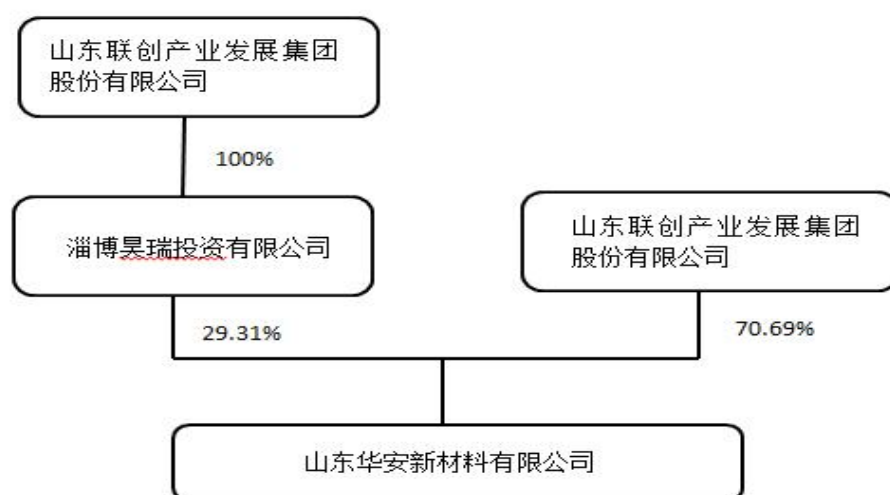 山东联创产业发展集团
股份有限公司
100%
淄博昊瑞投资有限公司
山东联创产业发展集团
股份有限公司
29.31%
70.69%
山东华安新材料有限公司